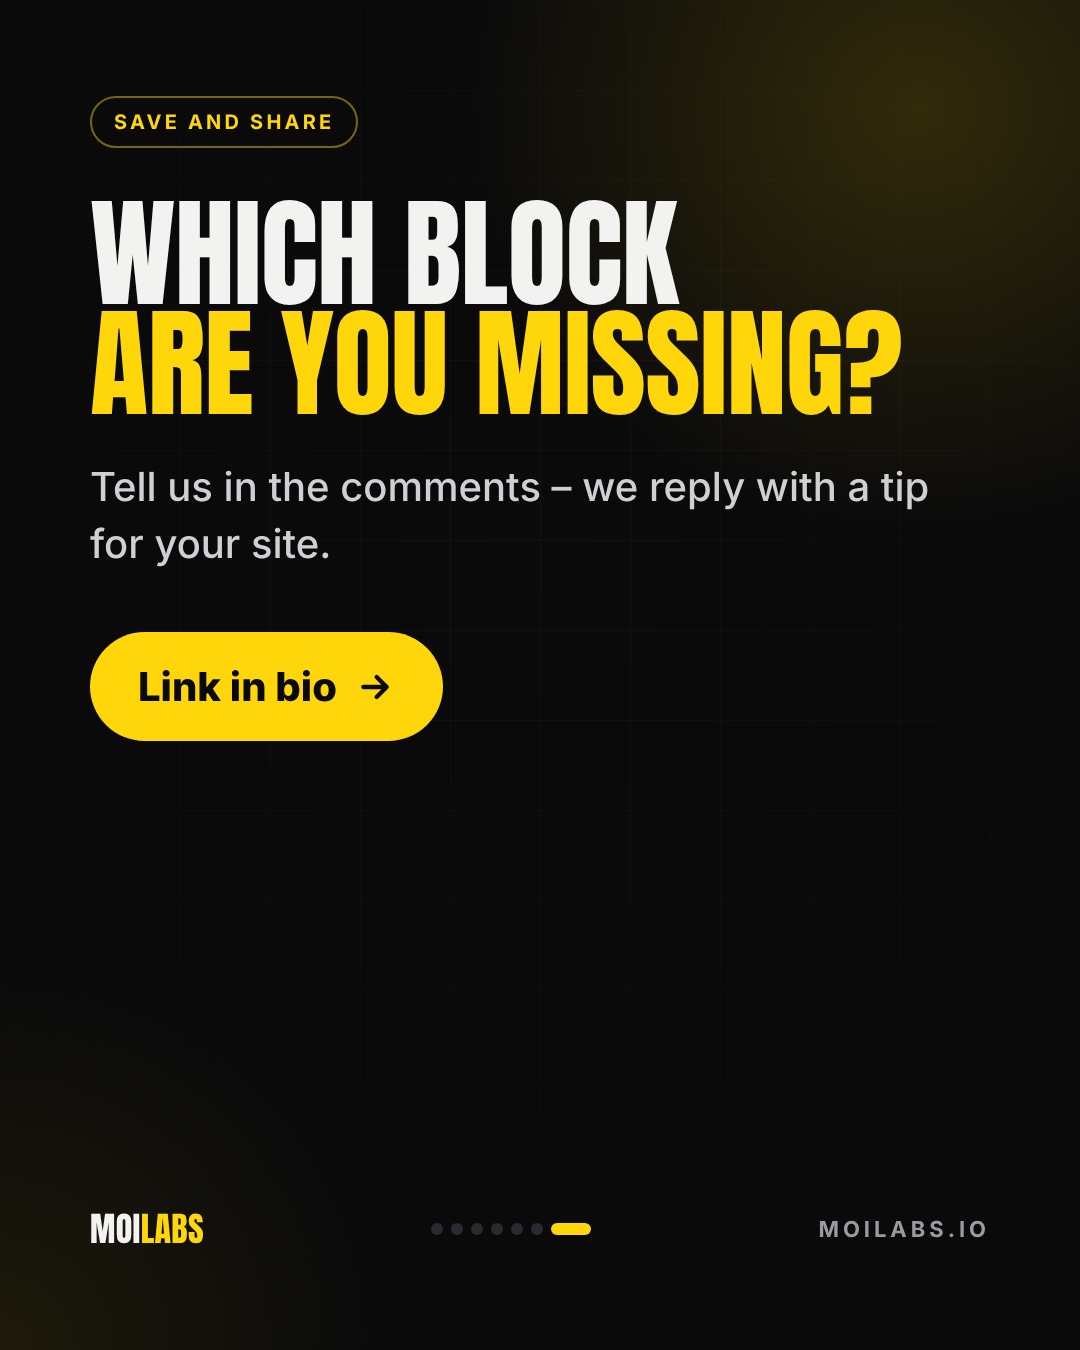 SAVE AND SHARE
WHICH BLOCK
ARE YOU MISSING?
Tell us in the comments – we reply with a tip
for your site.
Link in bio →
MOILABS
MOILABS.IO